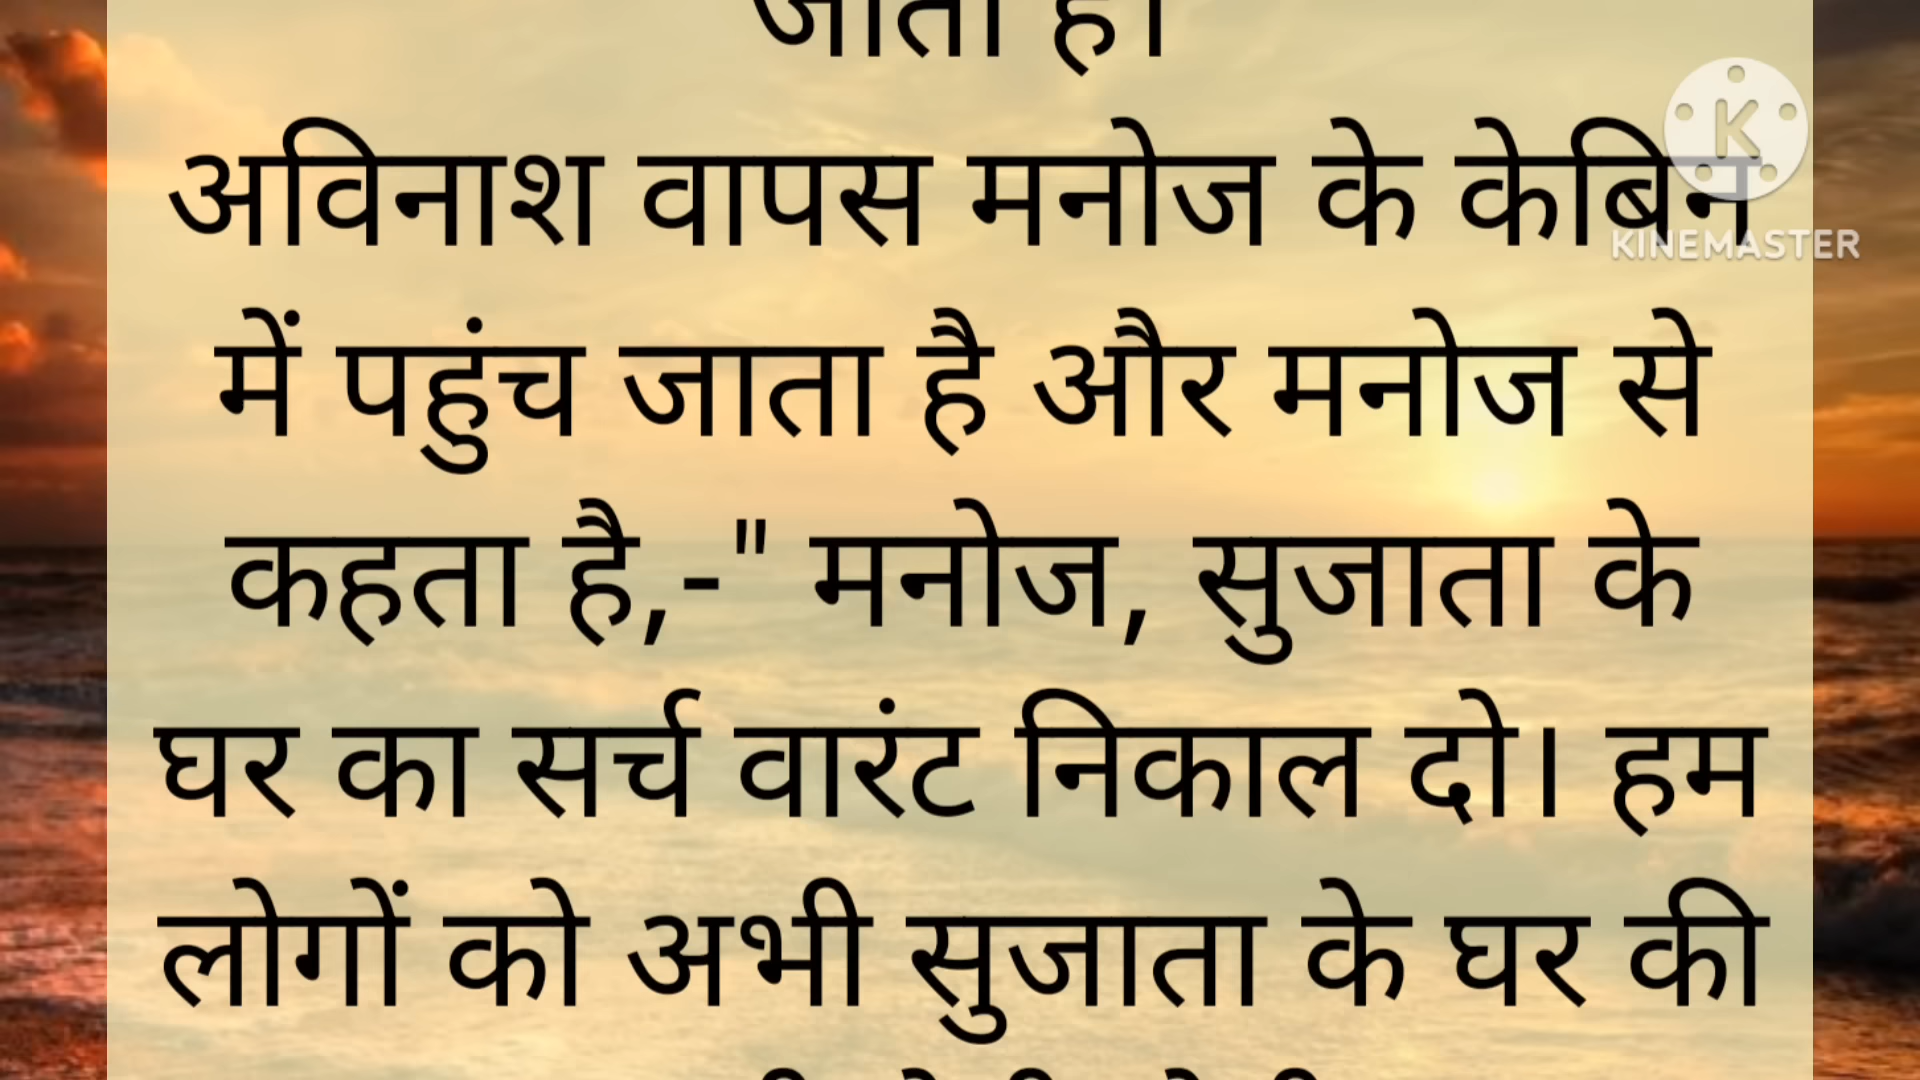 जाता है।
अविनाश वापस मनोज के केबिन
में पहुंच जाता है और मनोज से
कहता है,-" मनोज, सुजाता के
घर का सर्च वारंट निकाल दो। हम
लोगों को अभी सुजाता के घर की
K
KINEMASTER